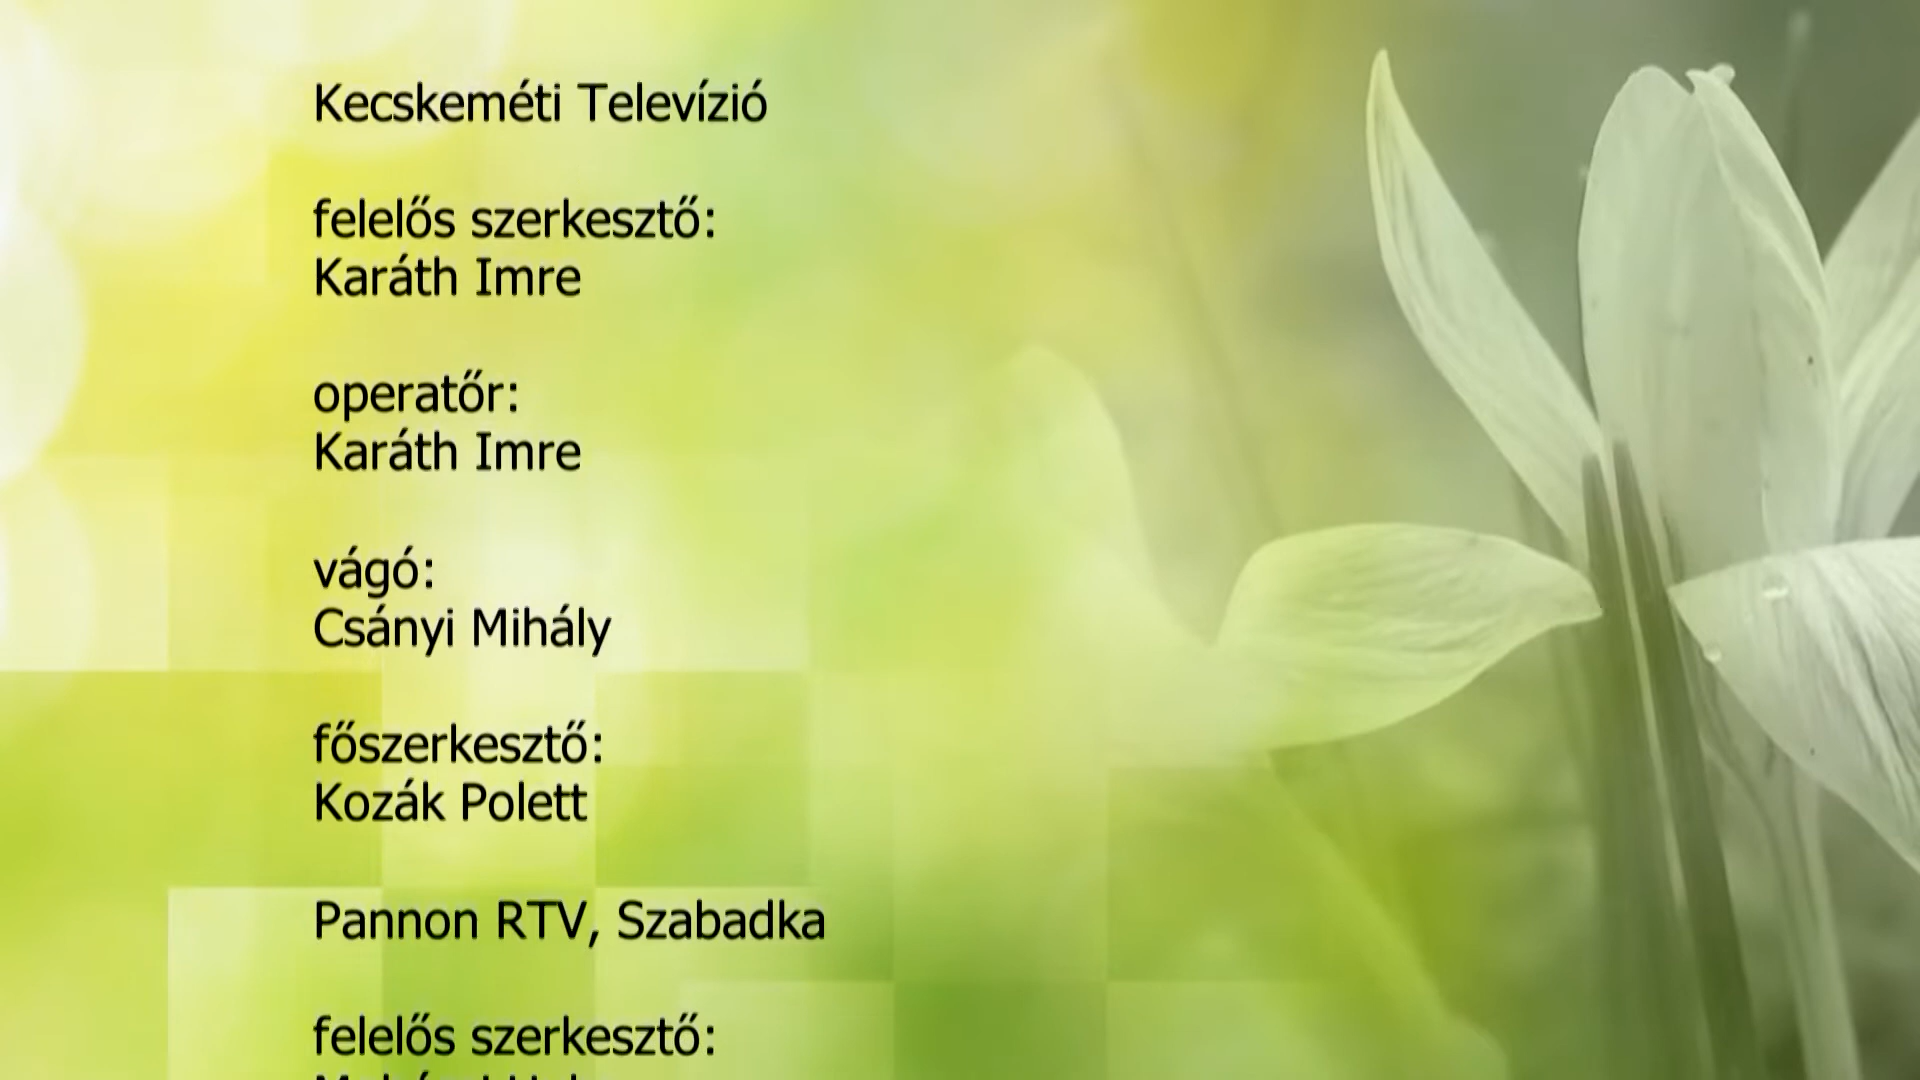 Kecskeméti Televízió
felelős szerkesztő:
Karáth Imre
operatőr:
Karáth Imre
vágó:
Csányi Mihály
főszerkesztő:
Kozák Polett
Pannon RTV, Szabadka
felelős szerkesztő: